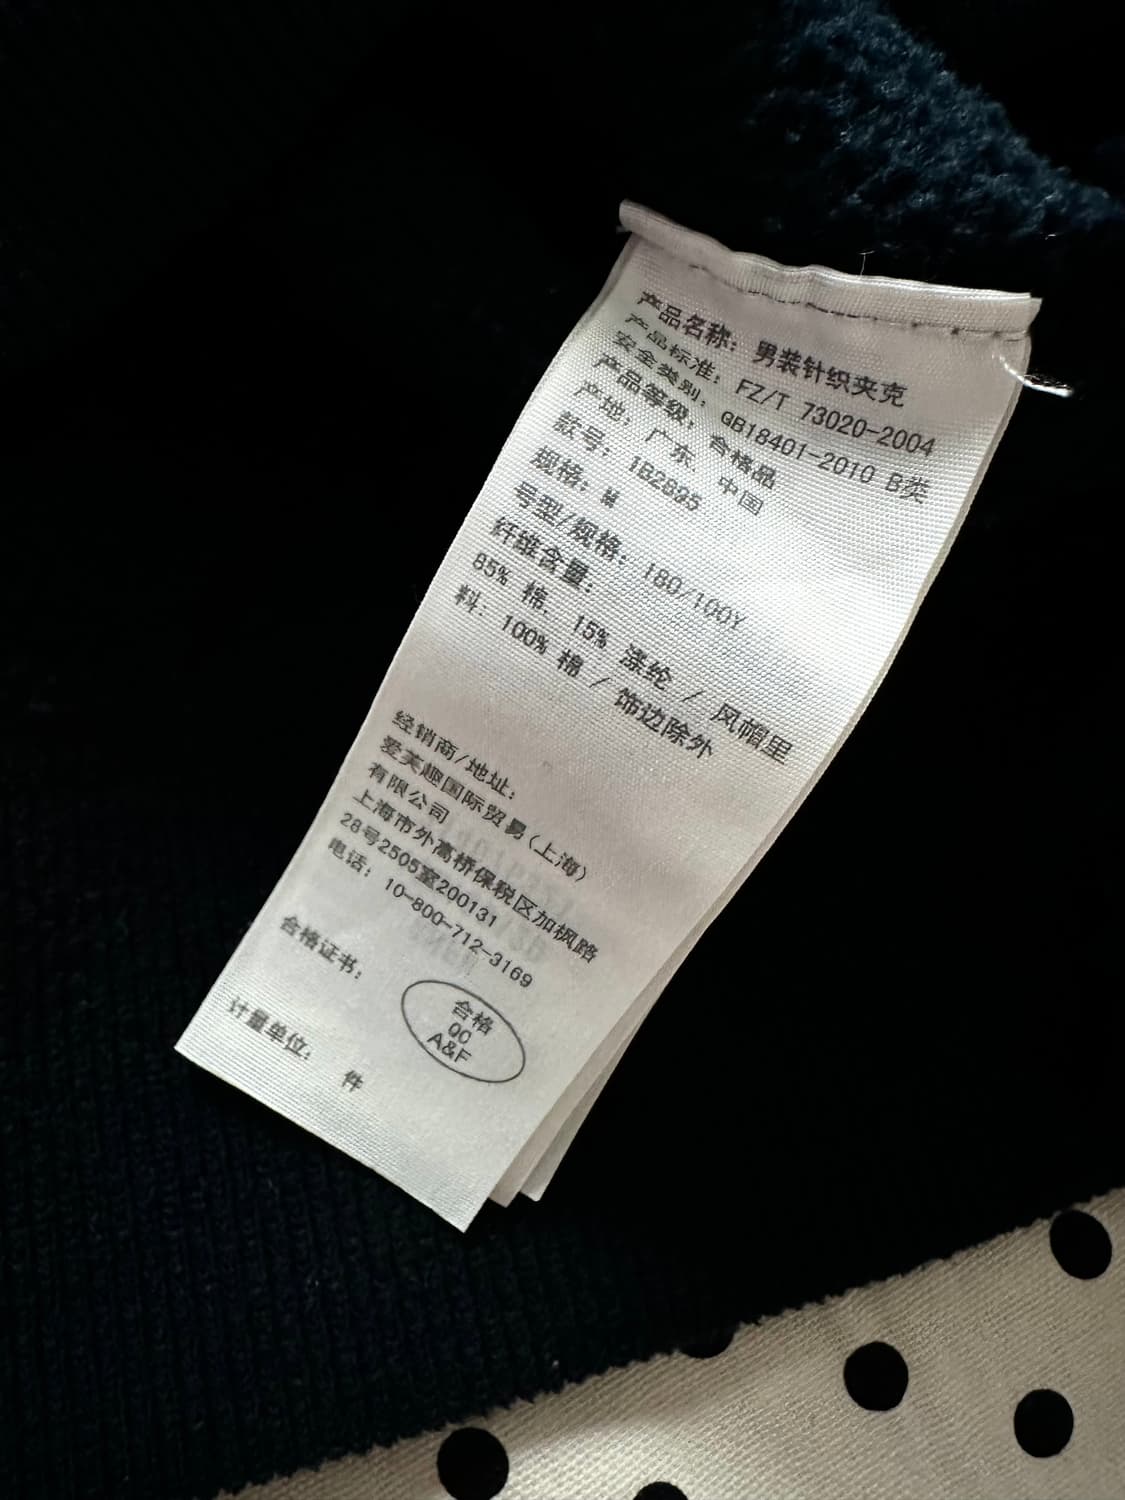 产品名称：男装针织夹克
产品标准：FZ/T 73020-2004
安全类别：GB18401-2010 B类
产品等级：合格品
产地：广东、中国
款号：1B2695
规格：M
号型/规格：180/100Y
纤维含量：
85% 棉、15% 涤纶 / 风帽里
料：100% 棉 / 饰边除外
经销商/地址：
爱美趣国际贸易(上海)
有限公司
上海市外高桥保税区加枫路
28号2505室200131
电话：10-800-712-3169
合格证书：
合格
QC
A&F
计量单位：件